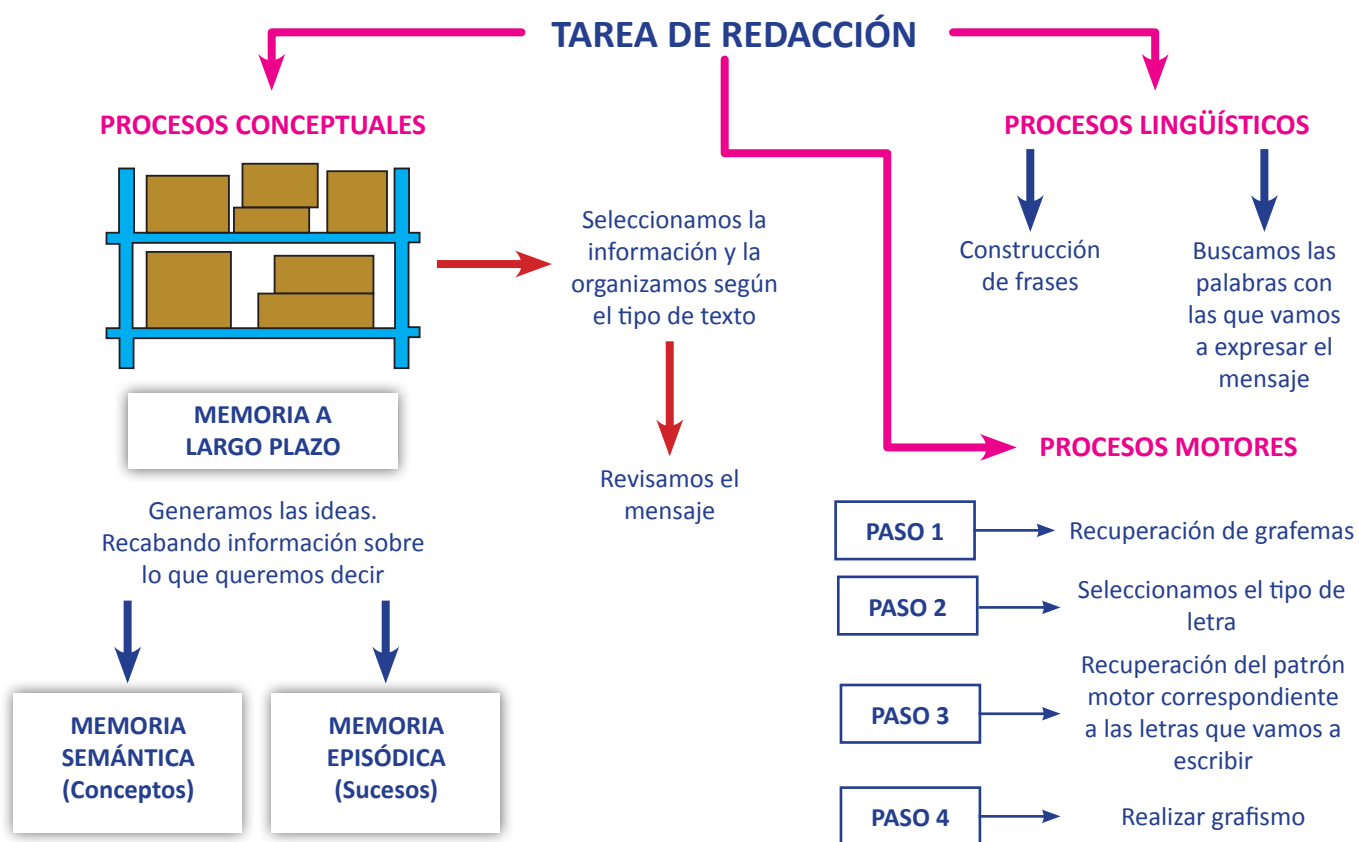 TAREA DE REDACCIÓN
PROCESOS CONCEPTUALES
MEMORIA A
LARGO PLAZO
Generamos las ideas.
Recabando información sobre
lo que queremos decir
MEMORIA
SEMÁNTICA
(Conceptos)
MEMORIA
EPISÓDICA
(Sucesos)
Seleccionamos la
información y la
organizamos según
el tipo de texto
Revisamos el
mensaje
PROCESOS LINGÜÍSTICOS
Construcción
de frases
Buscamos las
palabras con
las que vamos
a expresar el
mensaje
PROCESOS MOTORES
PASO 1
Recuperación de grafemas
PASO 2
Seleccionamos el tipo de
letra
PASO 3
Recuperación del patrón
motor correspondiente
a las letras que vamos a
escribir
PASO 4
Realizar grafismo